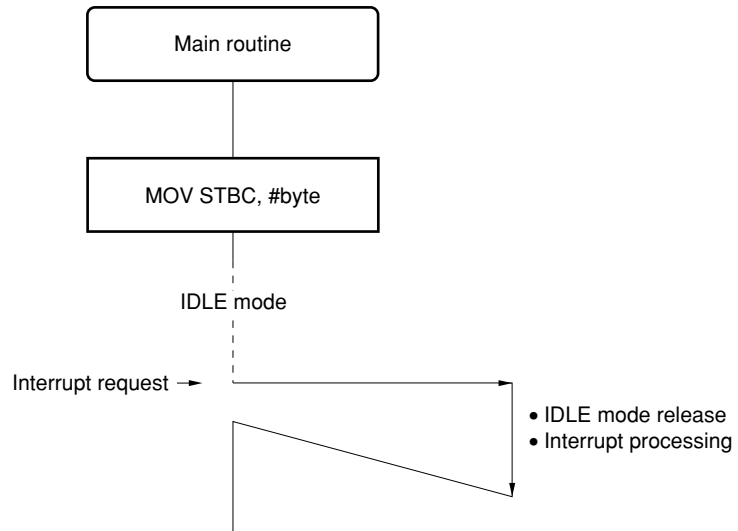 Main routine
MOV STBC, #byte
IDLE mode
Interrupt request
• IDLE mode release
• Interrupt processing